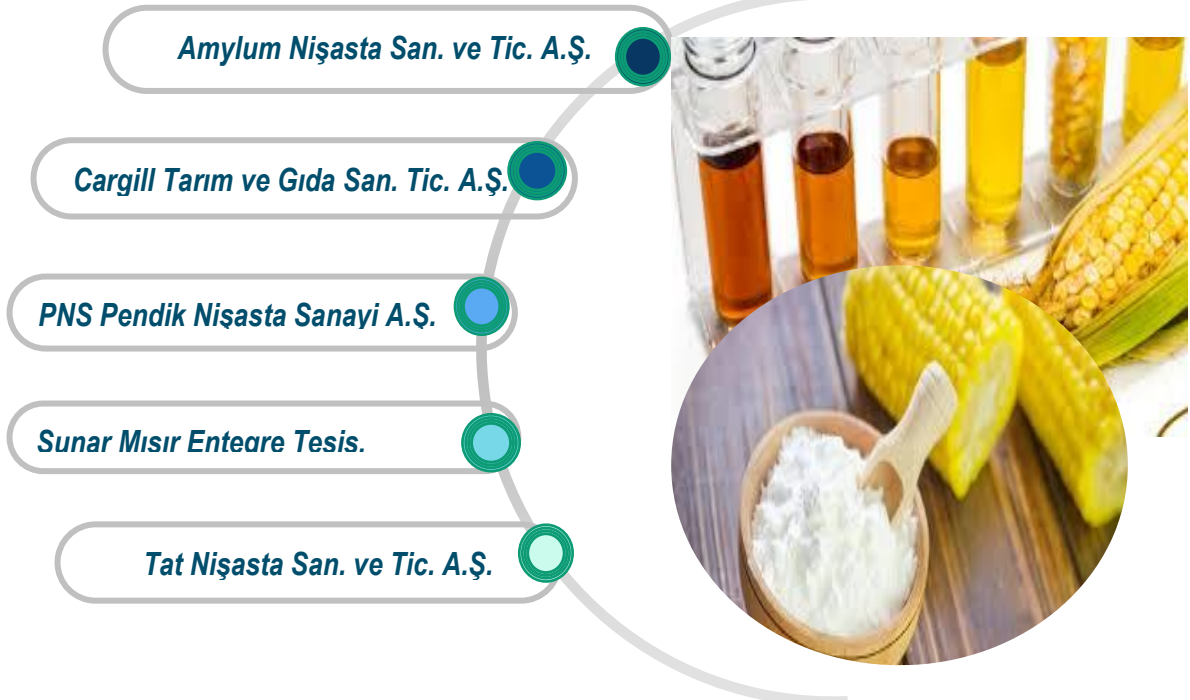 Amylum Nişasta San. ve Tic. A.Ş.
Cargill Tarım ve Gıda San. Tic. A.Ş.
PNS Pendik Nişasta Sanayi A.Ş.
Sunar Mısır Entegre Tesis.
Tat Nişasta San. ve Tic. A.Ş.